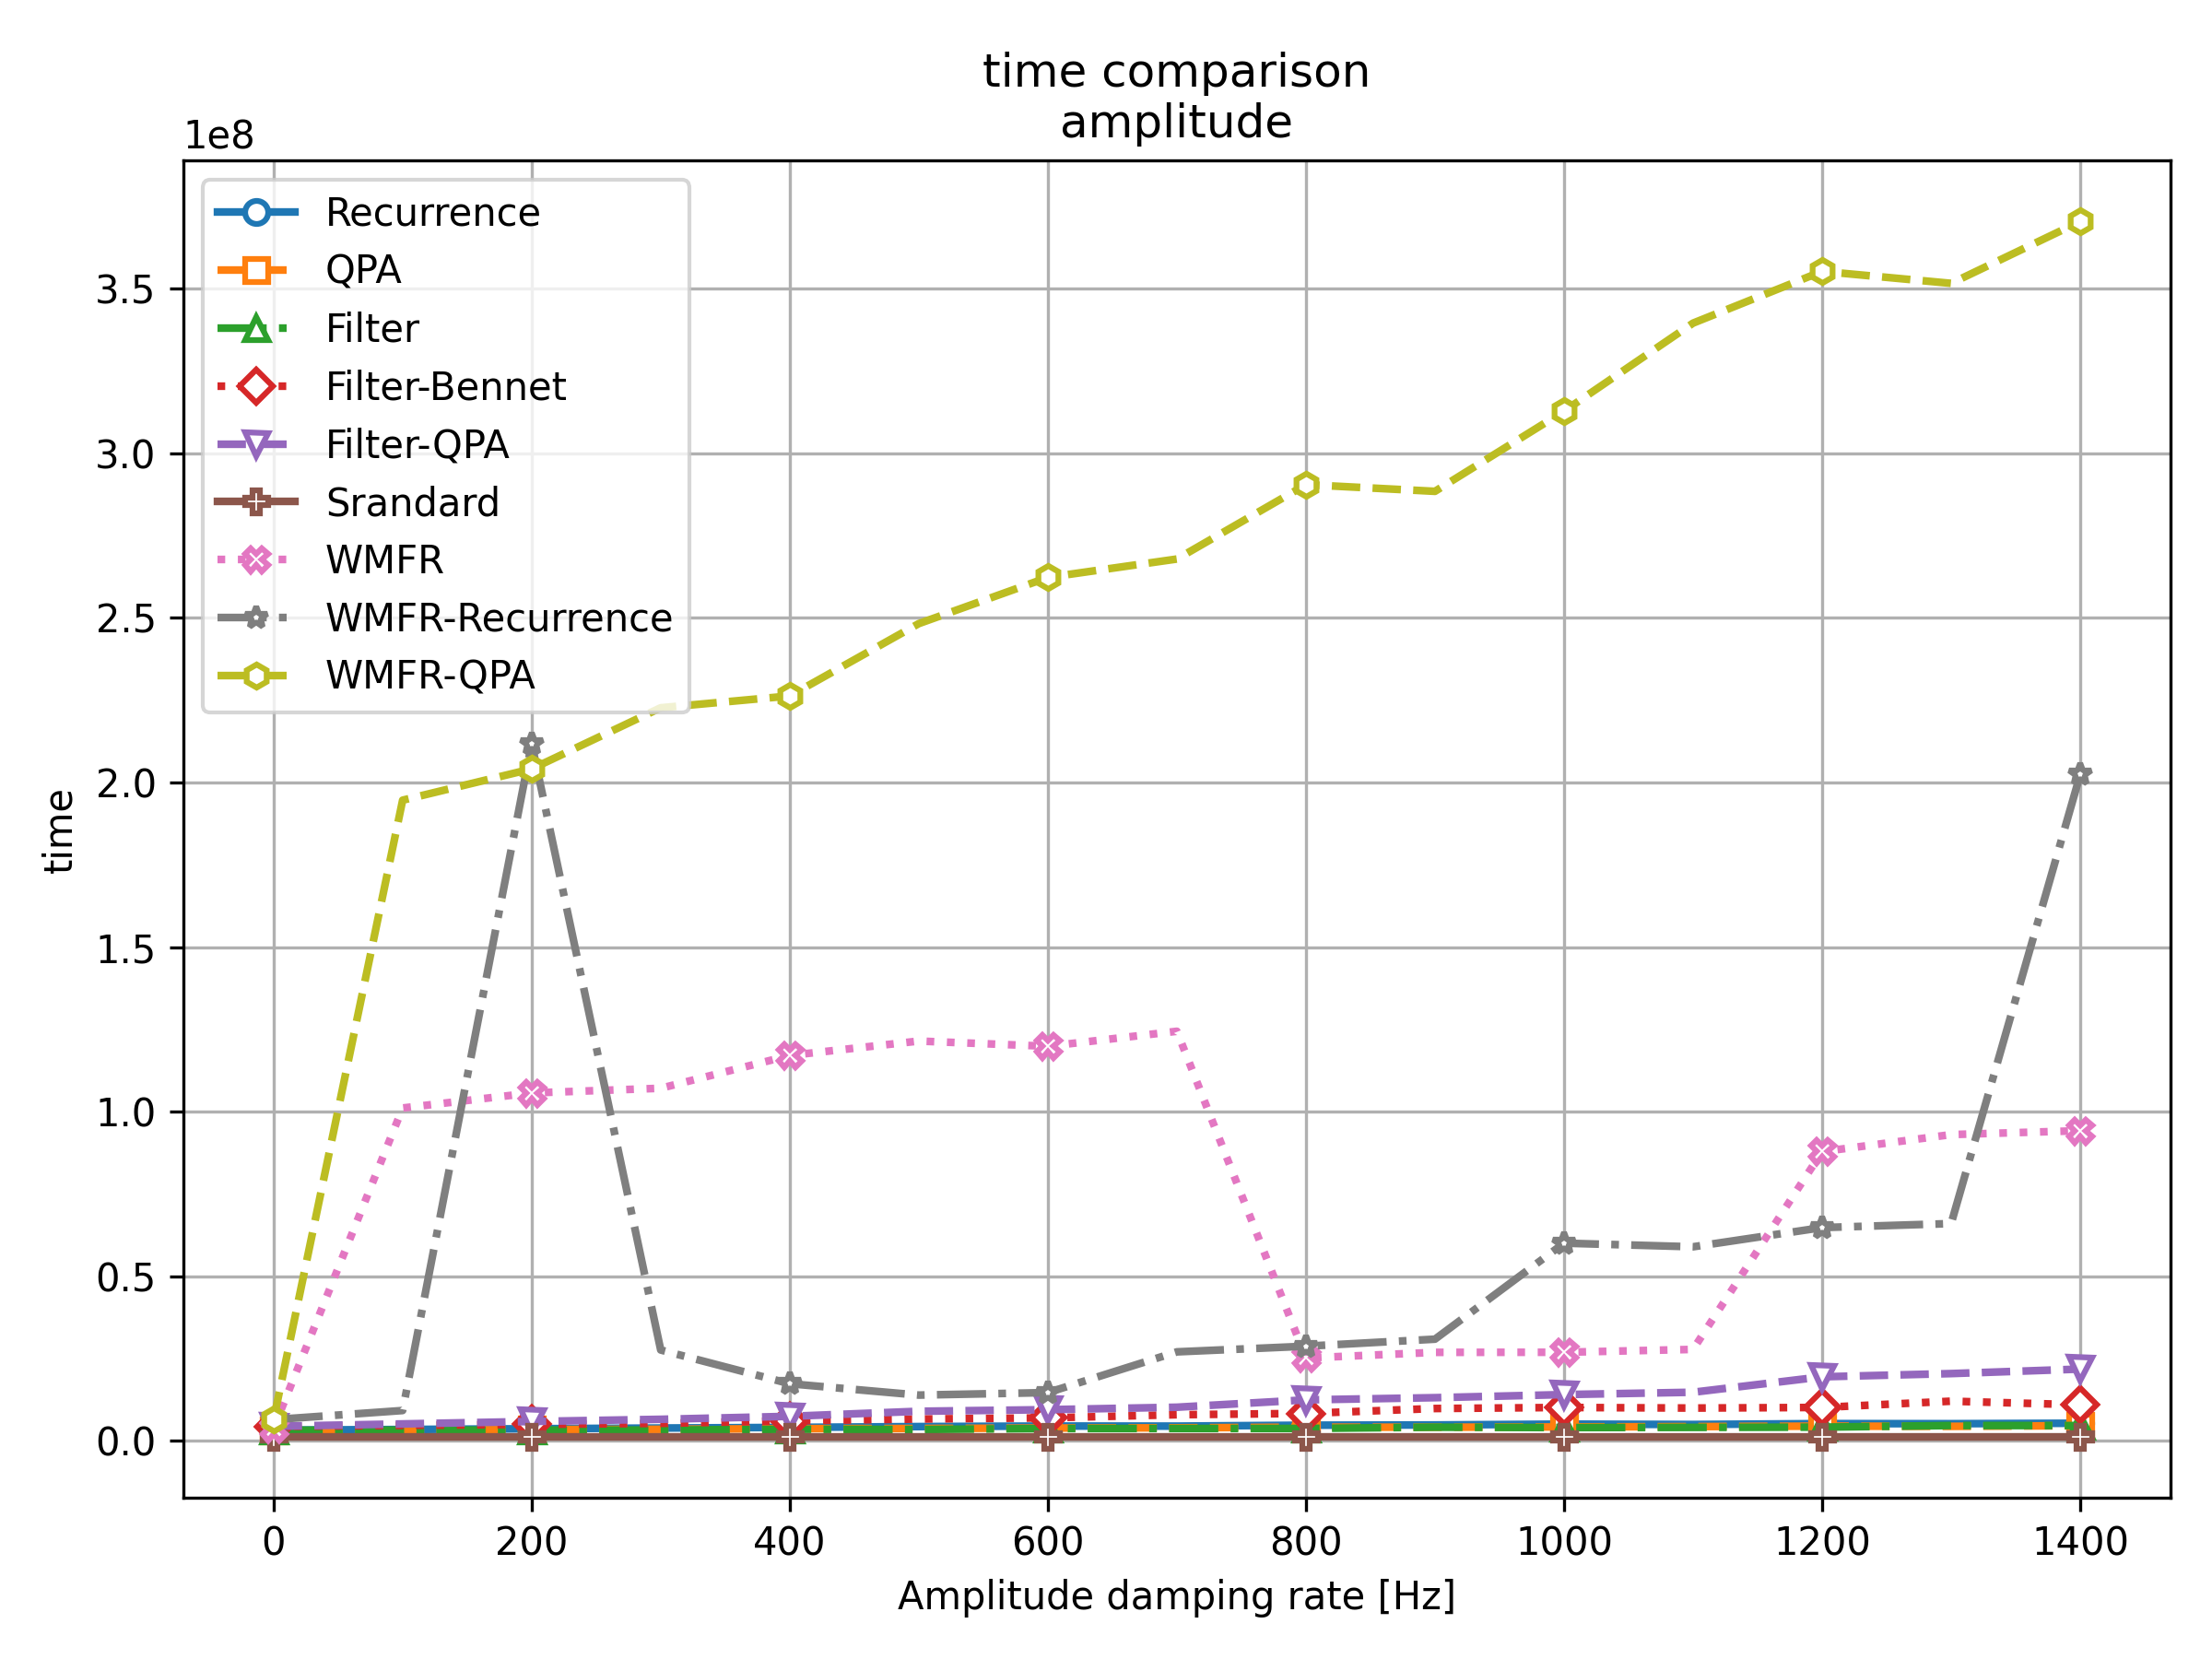 time comparison
amplitude
1e8
Recurrence
QPA
Filter
Filter-Bennet
Filter-QPA
Srandard
WMFR
WMFR-Recurrence
WMFR-QPA
3.5
3.0
2.5
2.0
1.5
1.0
0.5
0.0
time
0 200 400 600 800 1000 1200 1400
Amplitude damping rate [Hz]